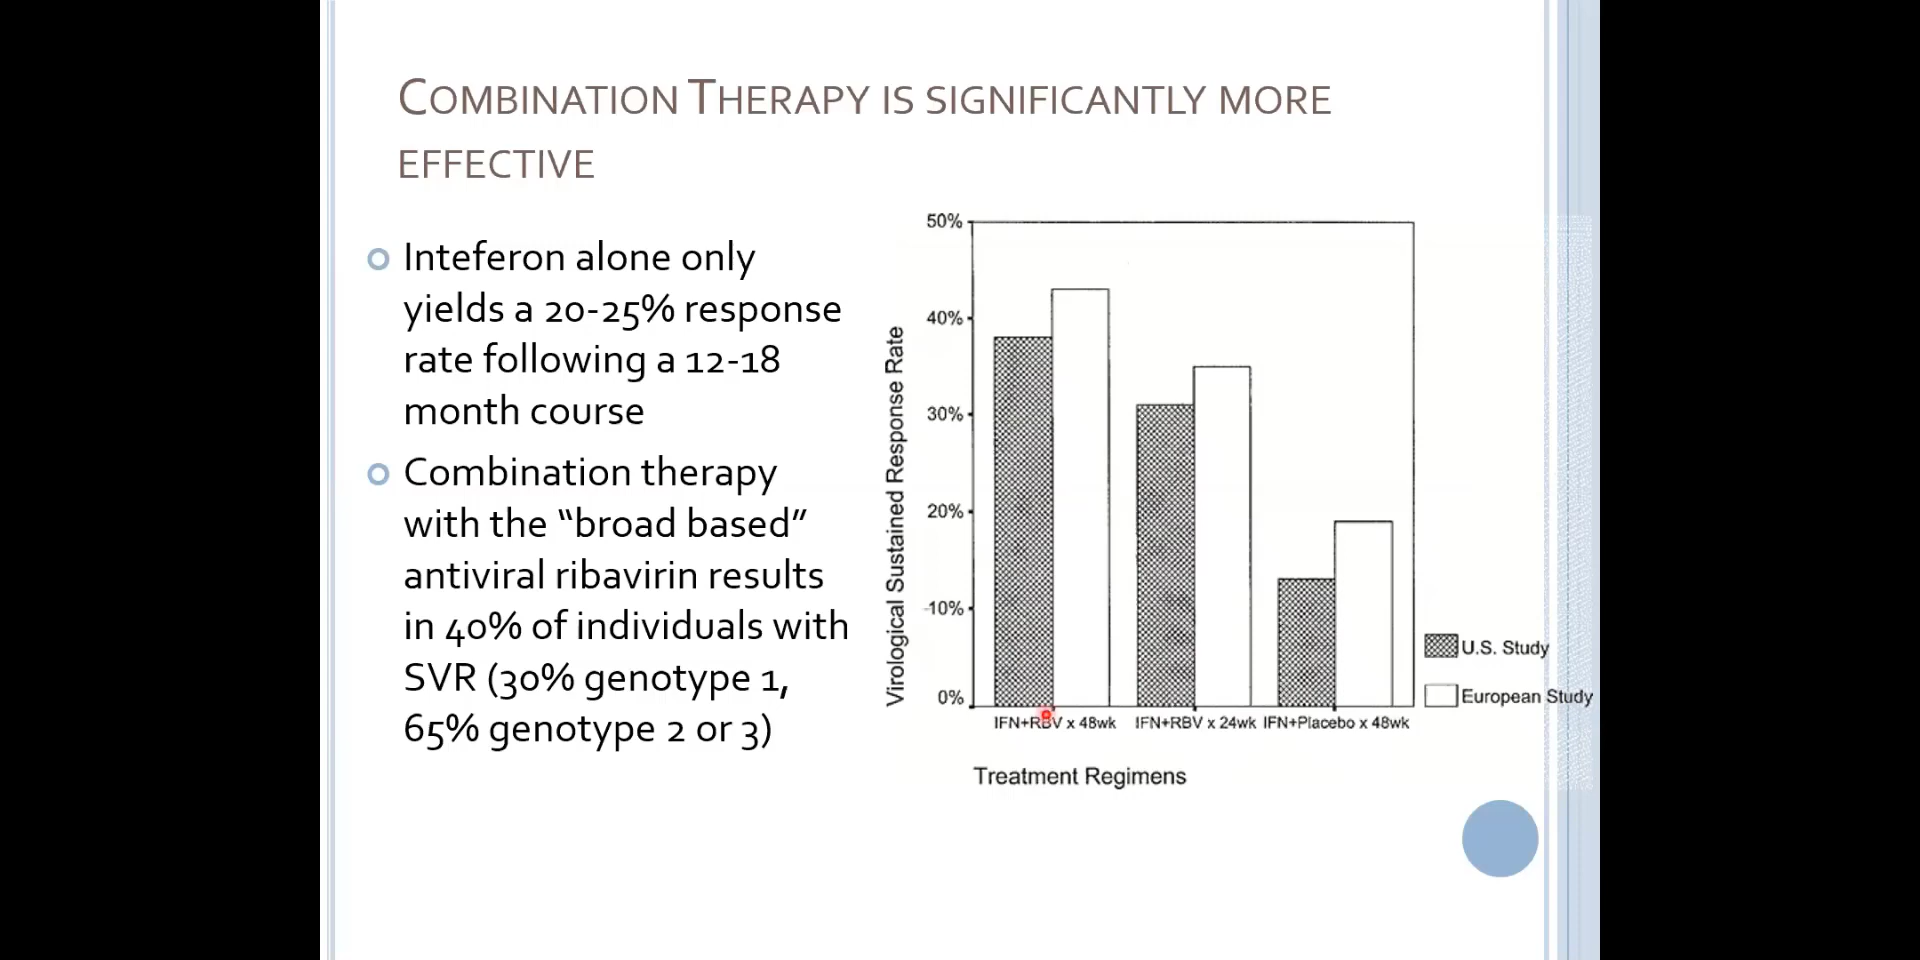 COMBINATION THERAPY IS SIGNIFICANTLY MORE
EFFECTIVE
Inteferon alone only
yields a 20-25% response
rate following a 12-18
month course
Combination therapy
with the “broad based”
antiviral ribavirin results
in 40% of individuals with
SVR (30% genotype 1,
65% genotype 2 or 3)
Virological Sustained Response Rate
50%
40%
30%
20%
10%
0%
IFN+RBV x 48wk IFN+RBV x 24wk IFN+Placebo x 48wk
Treatment Regimens
U.S. Study
European Study